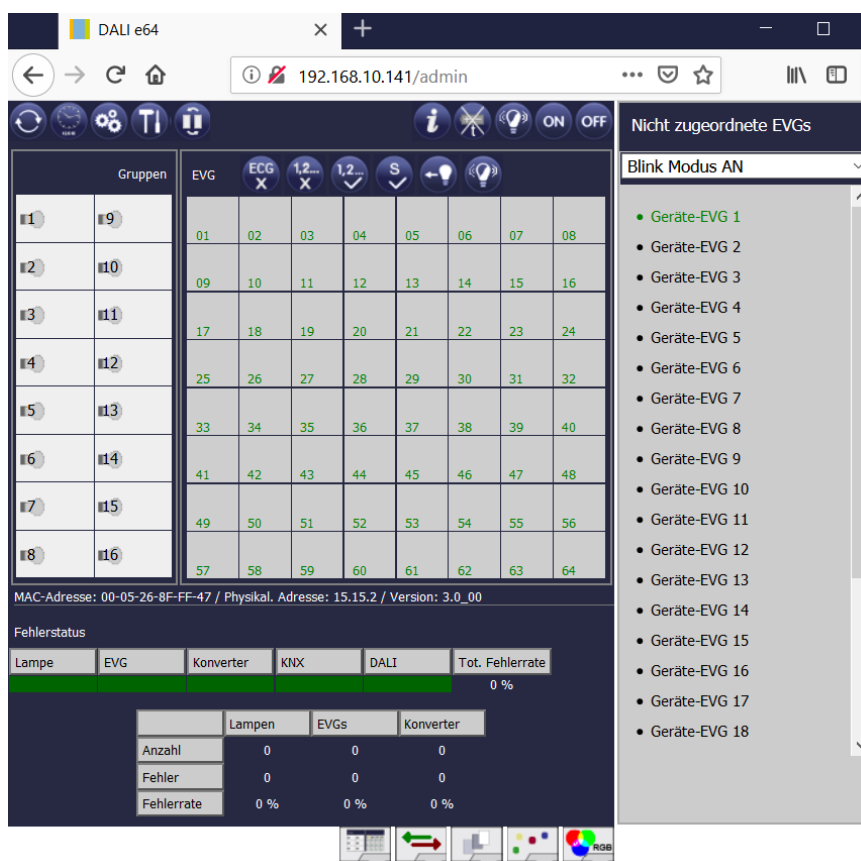 DALI e64
192.168.10.141/admin
i ON OFF
Gruppen
1 9
2 10
3 11
4 12
5 13
6 14
7 15
8 16
EVG ECG X 1,2... X 1,2... S
01 02 03 04 05 06 07 08
09 10 11 12 13 14 15 16
17 18 19 20 21 22 23 24
25 26 27 28 29 30 31 32
33 34 35 36 37 38 39 40
41 42 43 44 45 46 47 48
49 50 51 52 53 54 55 56
57 58 59 60 61 62 63 64
MAC-Adresse: 00-05-26-8F-FF-47 / Physikal. Adresse: 15.15.2 / Version: 3.0_00
Fehlerstatus
Lampe EVG Konverter KNX DALI Tot. Fehlerrate
0 %
Lampen EVGs Konverter
Anzahl 0 0 0
Fehler 0 0 0
Fehlerrate 0 % 0 % 0 %
RGB
Nicht zugeordnete EVGs
Blink Modus AN
Geräte-EVG 1
Geräte-EVG 2
Geräte-EVG 3
Geräte-EVG 4
Geräte-EVG 5
Geräte-EVG 6
Geräte-EVG 7
Geräte-EVG 8
Geräte-EVG 9
Geräte-EVG 10
Geräte-EVG 11
Geräte-EVG 12
Geräte-EVG 13
Geräte-EVG 14
Geräte-EVG 15
Geräte-EVG 16
Geräte-EVG 17
Geräte-EVG 18